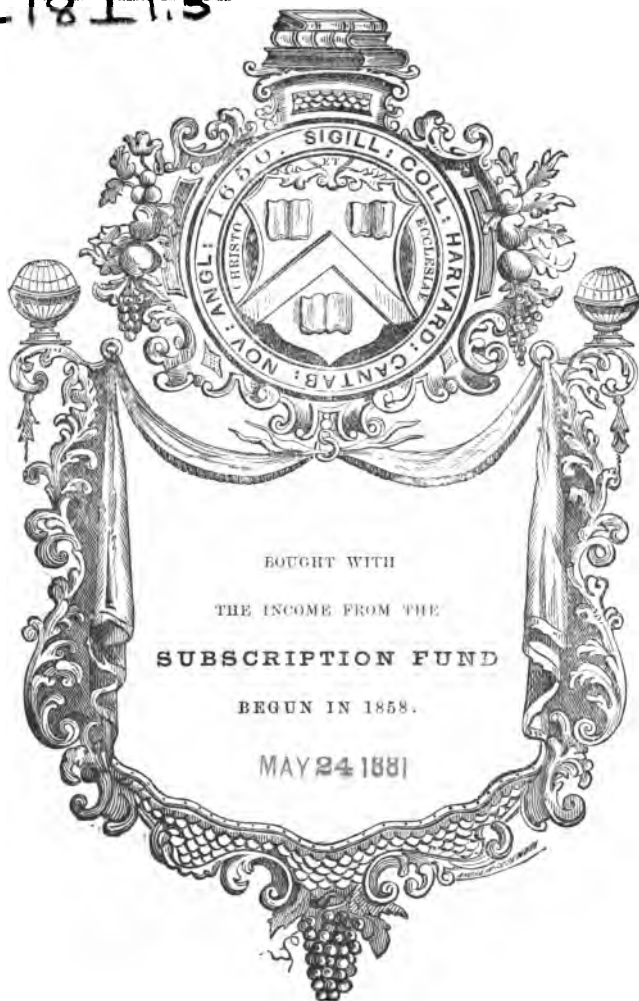 SIGILL: COLL: HARVARD: CANTAB: NOV: ANGL: 1650.
ET
CHRISTO
ECCLESIAE
BOUGHT WITH
THE INCOME FROM THE
SUBSCRIPTION FUND
BEGUN IN 1858.
MAY 24 1881